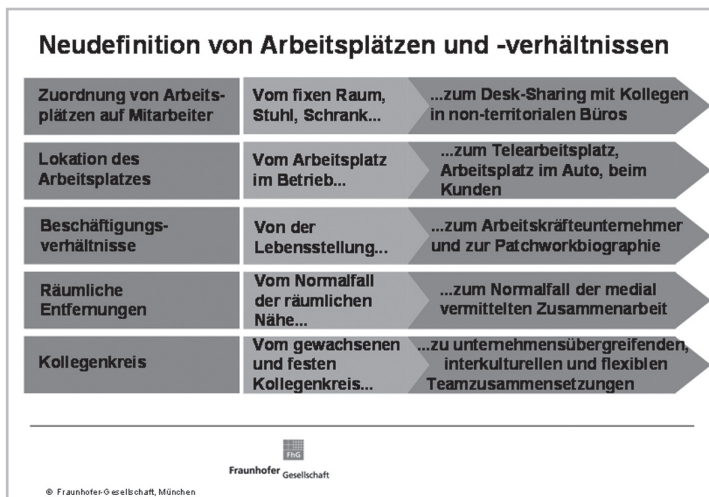 Neudefinition von Arbeitsplätzen und -verhältnissen
Zuordnung von Arbeits-
plätzen auf Mitarbeiter
Vom fixen Raum,
Stuhl, Schrank...
...zum Desk-Sharing mit Kollegen
in non-territorialen Büros
Lokation des
Arbeitsplatzes
Vom Arbeitsplatz
im Betrieb...
...zum Telearbeitsplatz,
Arbeitsplatz im Auto, beim
Kunden
Beschäftigungs-
verhältnisse
Von der
Lebensstellung...
...zum Arbeitskräfteunternehmer
und zur Patchworkbiographie
Räumliche
Entfernungen
Vom Normalfall
der räumlichen
Nähe...
...zum Normalfall der medial
vermittelten Zusammenarbeit
Kollegenkreis
Vom gewachsenen
und festen
Kollegenkreis...
...zu unternehmensübergreifenden,
interkulturellen und flexiblen
Teamzusammensetzungen
FhG
Fraunhofer Gesellschaft
© Fraunhofer-Gesellschaft, München